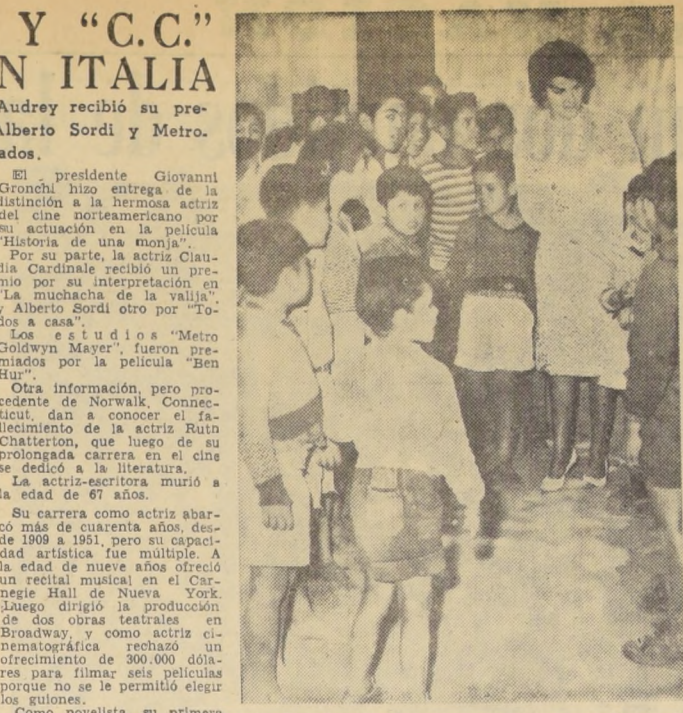 Y "C.C."
N ITALIA
Audrey recibió su pre-
Alberto Sordi y Metro.
ados.
El presidente Giovanni
Gronchi hizo entrega de la
distinción a la hermosa actriz
del cine norteamericano por
su actuación en la película
"Historia de una monja".
Por su parte, la actriz Clau-
dia Cardinale recibió un pre-
mio por su interpretación en
"La muchacha de la valija",
y Alberto Sordi otro por "To-
dos a casa".
Los estudios "Metro
Goldwyn Mayer", fueron pre-
miados por la película "Ben
Hur".
Otra información, pero pro-
cedente de Norwalk, Connec-
ticut, dan a conocer el fa-
llecimiento de la actriz Ruth
Chatterton, que luego de su
prolongada carrera en el cine
se dedicó a la literatura.
La actriz-escritora murió a
la edad de 67 años.
Su carrera como actriz abar-
có más de cuarenta años, des-
de 1909 a 1951, pero su capaci-
dad artística fue múltiple. A
la edad de nueve años ofreció
un recital musical en el Car-
negie Hall de Nueva York.
Luego dirigió la producción
de dos obras teatrales en
Broadway, y como actriz ci-
nematográfica rechazó un
ofrecimiento de 300.000 dóla-
res para filmar seis películas
porque no se le permitió elegir
los guiones.
Como novelista, su primera